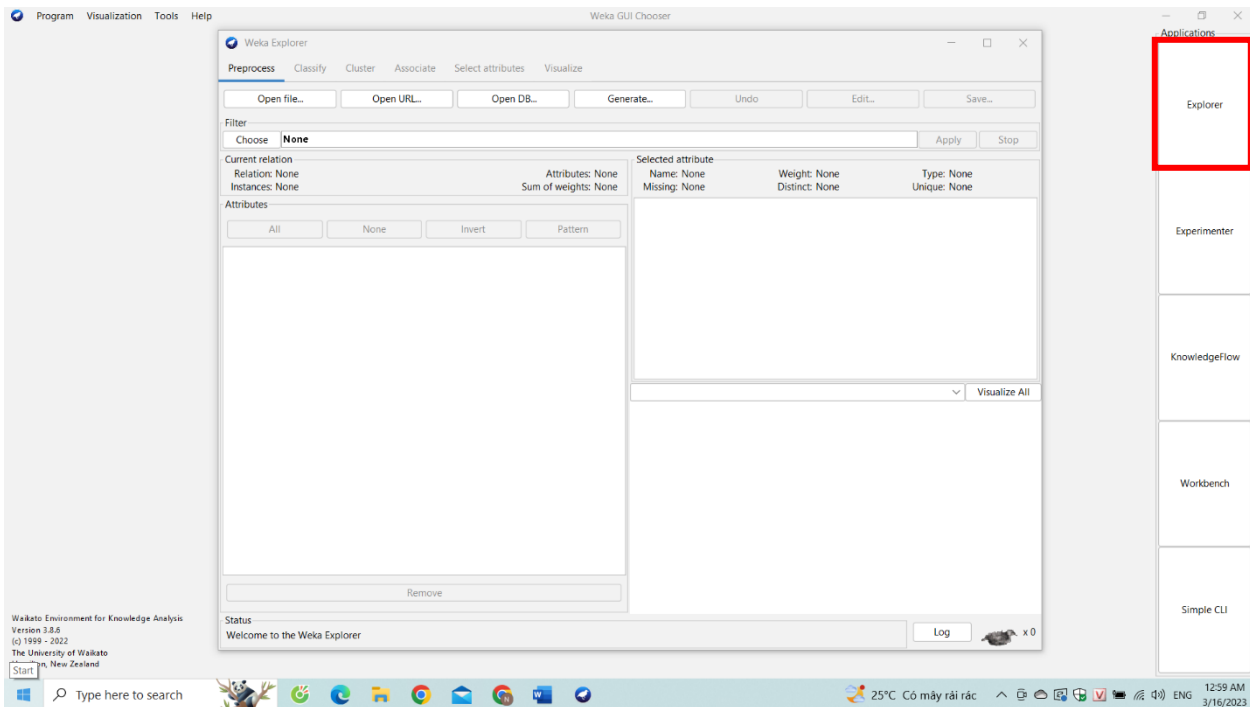 Program Visualization Tools Help
Weka GUI Chooser
Applications
Explorer
Experimenter
KnowledgeFlow
Workbench
Simple CLI
Weka Explorer
Preprocess Classify Cluster Associate Select attributes Visualize
Open file... Open URL... Open DB... Generate... Undo Edit... Save...
Filter
Choose None Apply Stop
Current relation
Relation: None Attributes: None
Instances: None Sum of weights: None
Attributes
All None Invert Pattern
Remove
Selected attribute
Name: None Weight: None Type: None
Missing: None Distinct: None Unique: None
Visualize All
Status
Welcome to the Weka Explorer
Log x 0
Waikato Environment for Knowledge Analysis
Version 3.8.6
(c) 1999 - 2022
The University of Waikato
New Zealand
Start
Type here to search
25°C Có mây rải rác ENG 12:59 AM
3/16/2023